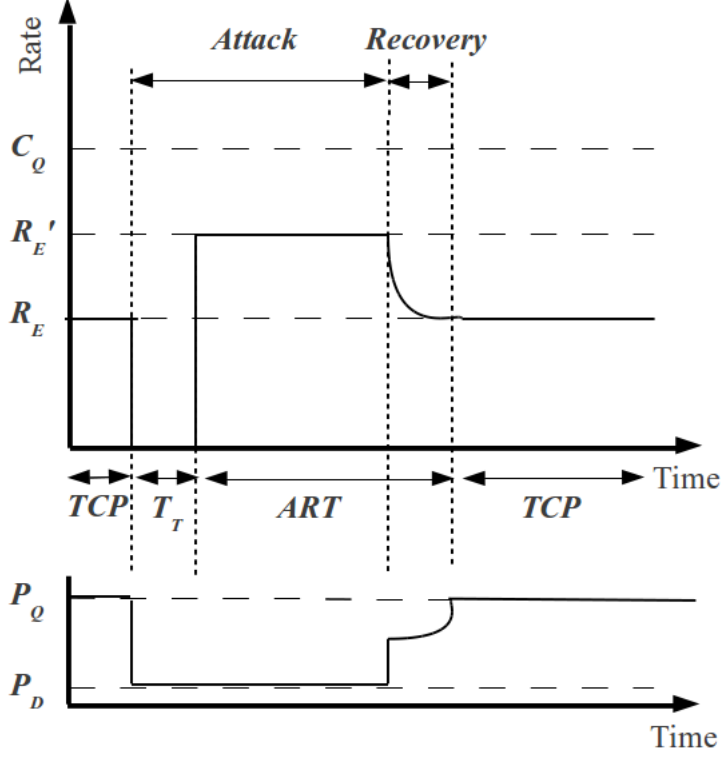 Rate
Attack Recovery
C_Q
R_E'
R_E
Time
TCP T_T ART TCP
P_Q
P_D
Time